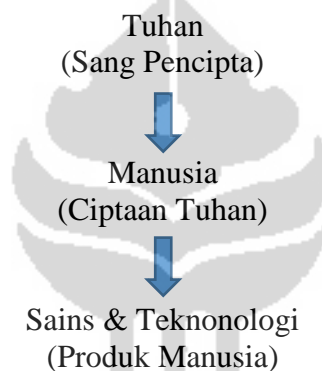 Tuhan
(Sang Pencipta)
Manusia
(Ciptaan Tuhan)
Sains & Teknonologi
(Produk Manusia)